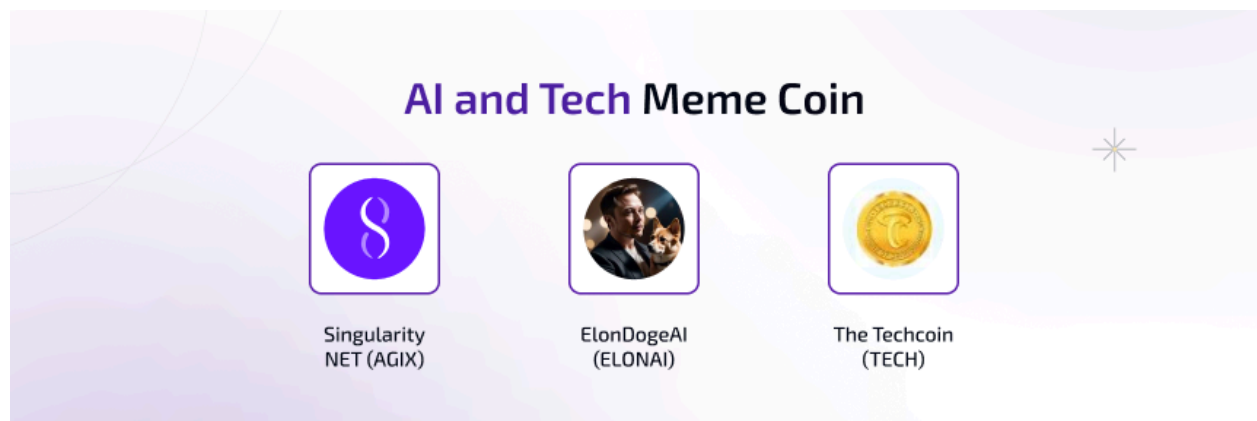 AI and Tech Meme Coin
Singularity
NET (AGIX)
ElonDogeAI
(ELONAI)
The Techcoin
(TECH)